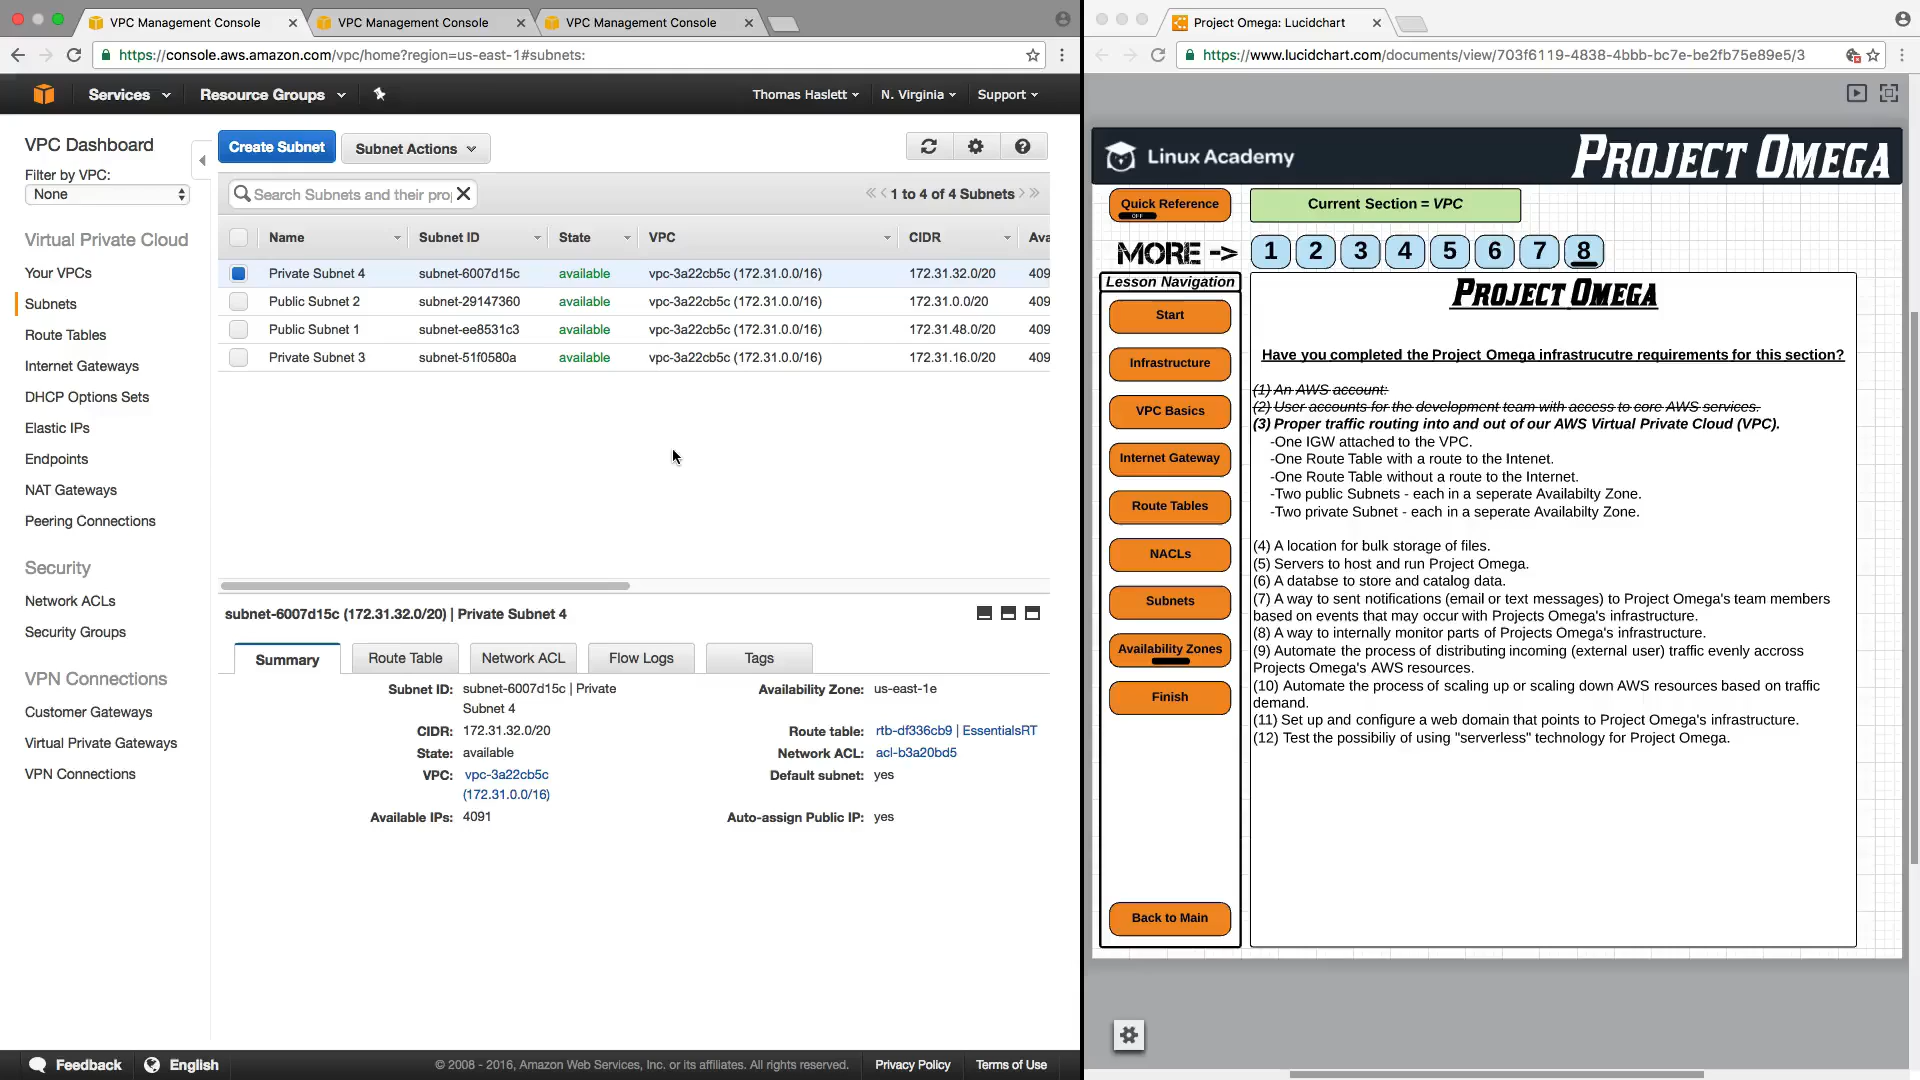 VPC Management Console
VPC Management Console
VPC Management Console
https://console.aws.amazon.com/vpc/home?region=us-east-1#subnets:
Services
Resource Groups
Thomas Haslett
N. Virginia
Support
VPC Dashboard
Filter by VPC:
None
Virtual Private Cloud
Your VPCs
Subnets
Route Tables
Internet Gateways
DHCP Options Sets
Elastic IPs
Endpoints
NAT Gateways
Peering Connections
Security
Network ACLs
Security Groups
VPN Connections
Customer Gateways
Virtual Private Gateways
VPN Connections
Create Subnet
Subnet Actions
Search Subnets and their pro
1 to 4 of 4 Subnets
Name Subnet ID State VPC CIDR Ava
Private Subnet 4 subnet-6007d15c available vpc-3a22cb5c (172.31.0.0/16) 172.31.32.0/20 409
Public Subnet 2 subnet-29147360 available vpc-3a22cb5c (172.31.0.0/16) 172.31.0.0/20 409
Public Subnet 1 subnet-ee8531c3 available vpc-3a22cb5c (172.31.0.0/16) 172.31.48.0/20 409
Private Subnet 3 subnet-51f0580a available vpc-3a22cb5c (172.31.0.0/16) 172.31.16.0/20 409
subnet-6007d15c (172.31.32.0/20) | Private Subnet 4
Summary Route Table Network ACL Flow Logs Tags
Subnet ID: subnet-6007d15c | Private
Subnet 4
CIDR: 172.31.32.0/20
State: available
VPC: vpc-3a22cb5c
(172.31.0.0/16)
Available IPs: 4091
Availability Zone: us-east-1e
Route table: rtb-df336cb9 | EssentialsRT
Network ACL: acl-b3a20bd5
Default subnet: yes
Auto-assign Public IP: yes
Feedback
English
© 2008 - 2016, Amazon Web Services, Inc. or its affiliates. All rights reserved.
Privacy Policy
Terms of Use
Project Omega: Lucidchart
https://www.lucidchart.com/documents/view/703f6119-4838-4bbb-bc7e-be2fb75e89e5/3
Linux Academy
PROJECT OMEGA
Quick Reference
OFF
Current Section = VPC
MORE ->
1 2 3 4 5 6 7 8
Lesson Navigation
Start
Infrastructure
VPC Basics
Internet Gateway
Route Tables
NACLs
Subnets
Availability Zones
Finish
Back to Main
PROJECT OMEGA
Have you completed the Project Omega infrastrucutre requirements for this section?
(1) An AWS account:
(2) User accounts for the development team with access to core AWS services.
(3) Proper traffic routing into and out of our AWS Virtual Private Cloud (VPC).
-One IGW attached to the VPC.
-One Route Table with a route to the Intenet.
-One Route Table without a route to the Internet.
-Two public Subnets - each in a seperate Availabilty Zone.
-Two private Subnet - each in a seperate Availabilty Zone.
(4) A location for bulk storage of files.
(5) Servers to host and run Project Omega.
(6) A databse to store and catalog data.
(7) A way to sent notifications (email or text messages) to Project Omega's team members
based on events that may occur with Projects Omega's infrastructure.
(8) A way to internally monitor parts of Projects Omega's infrastructure.
(9) Automate the process of distributing incoming (external user) traffic evenly accross
Projects Omega's AWS resources.
(10) Automate the process of scaling up or scaling down AWS resources based on traffic
demand.
(11) Set up and configure a web domain that points to Project Omega's infrastructure.
(12) Test the possibiliy of using "serverless" technology for Project Omega.